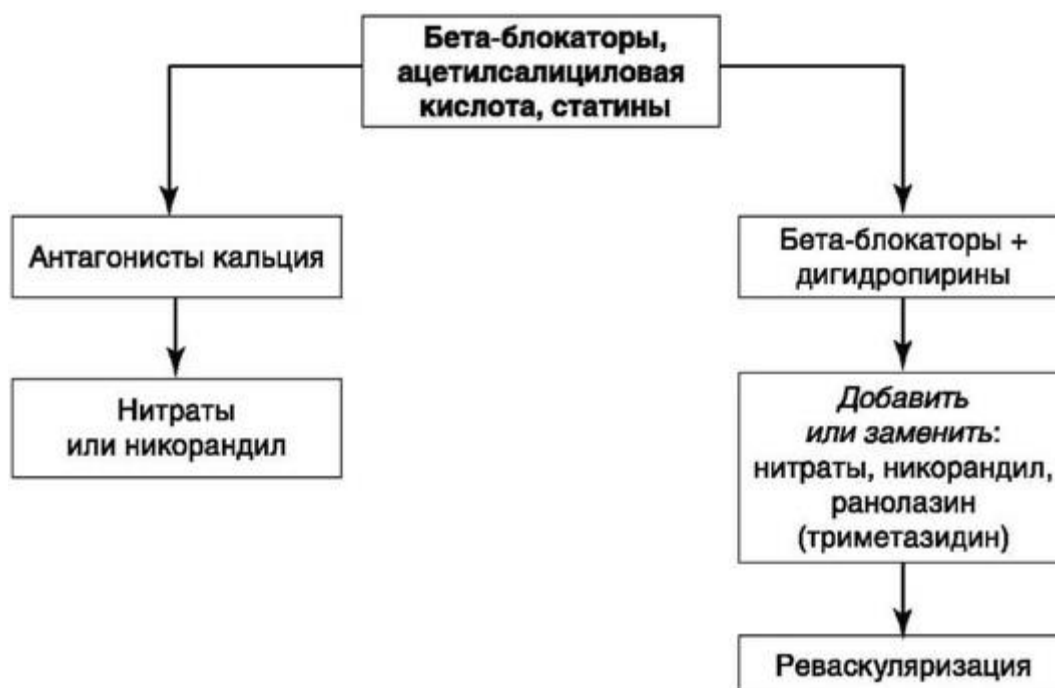 Бета-блокаторы,
ацетилсалициловая
кислота, статины
Антагонисты кальция
Нитраты
или никорандил
Бета-блокаторы +
дигидропирины
Добавить
или заменить:
нитраты, никорандил,
ранолазин
(триметазидин)
Реваскуляризация